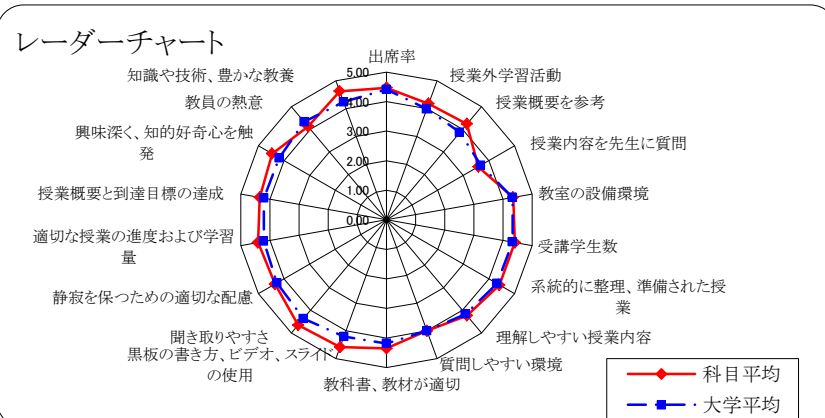 レーダーチャート
出席率
授業外学習活動
授業概要を参考
授業内容を先生に質問
教室の設備環境
受講学生数
系統的に整理、準備された授
業
理解しやすい授業内容
質問しやすい環境
教科書、教材が適切
黒板の書き方、ビデオ、スライド
の使用
聞き取りやすさ
静寂を保つための適切な配慮
適切な授業の進度および学習
量
授業概要と到達目標の達成
興味深く、知的好奇心を触
発
教員の熱意
知識や技術、豊かな教養
5.00
4.00
3.00
2.00
1.00
0.00
科目平均
大学平均